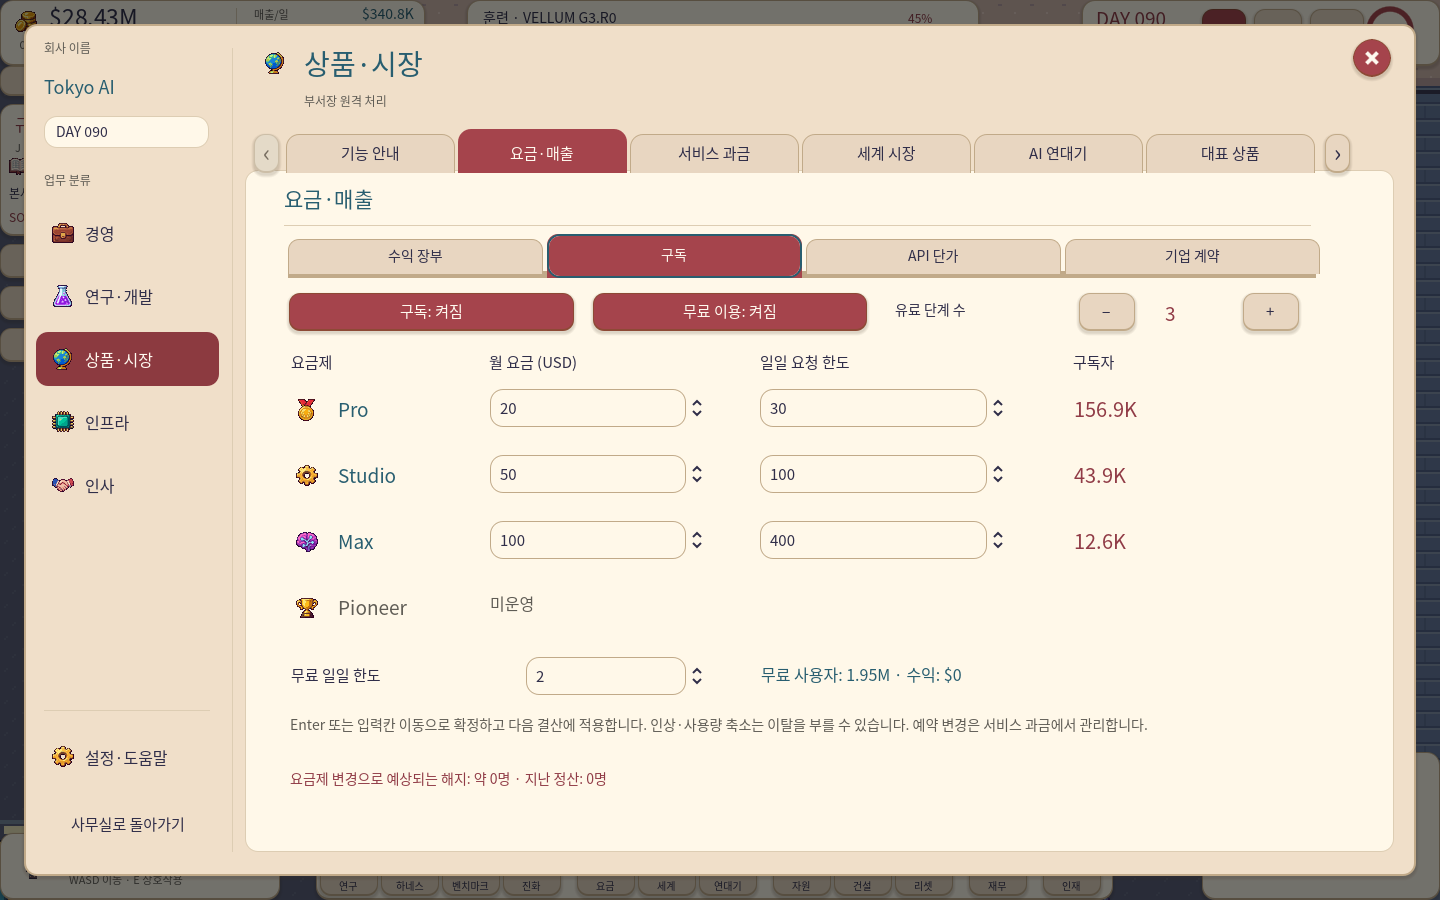 $28.43M
매출/일
$340.8K
훈련 · VELLUM G3.R0
45%
DAY 090
회사 이름
Tokyo AI
DAY 090
업무 분류
경영
연구·개발
상품·시장
인프라
인사
설정·도움말
사무실로 돌아가기
상품·시장
부서장 원격 처리
‹
기능 안내
요금·매출
서비스 과금
세계 시장
AI 연대기
대표 상품
›
요금·매출
수익 장부
구독
API 단가
기업 계약
구독: 켜짐
무료 이용: 켜짐
유료 단계 수
−
3
+
요금제
월 요금 (USD)
일일 요청 한도
구독자
Pro
20
30
156.9K
Studio
50
100
43.9K
Max
100
400
12.6K
Pioneer
미운영
무료 일일 한도
2
무료 사용자: 1.95M · 수익: $0
Enter 또는 입력칸 이동으로 확정하고 다음 결산에 적용합니다. 인상·사용량 축소는 이탈을 부를 수 있습니다. 예약 변경은 서비스 과금에서 관리합니다.
요금제 변경으로 예상되는 해지: 약 0명 · 지난 정산: 0명
WASD 이동 · E 상호작용
연구
하네스
벤치마크
진화
요금
세계
연대기
자원
건설
리셋
재무
인재